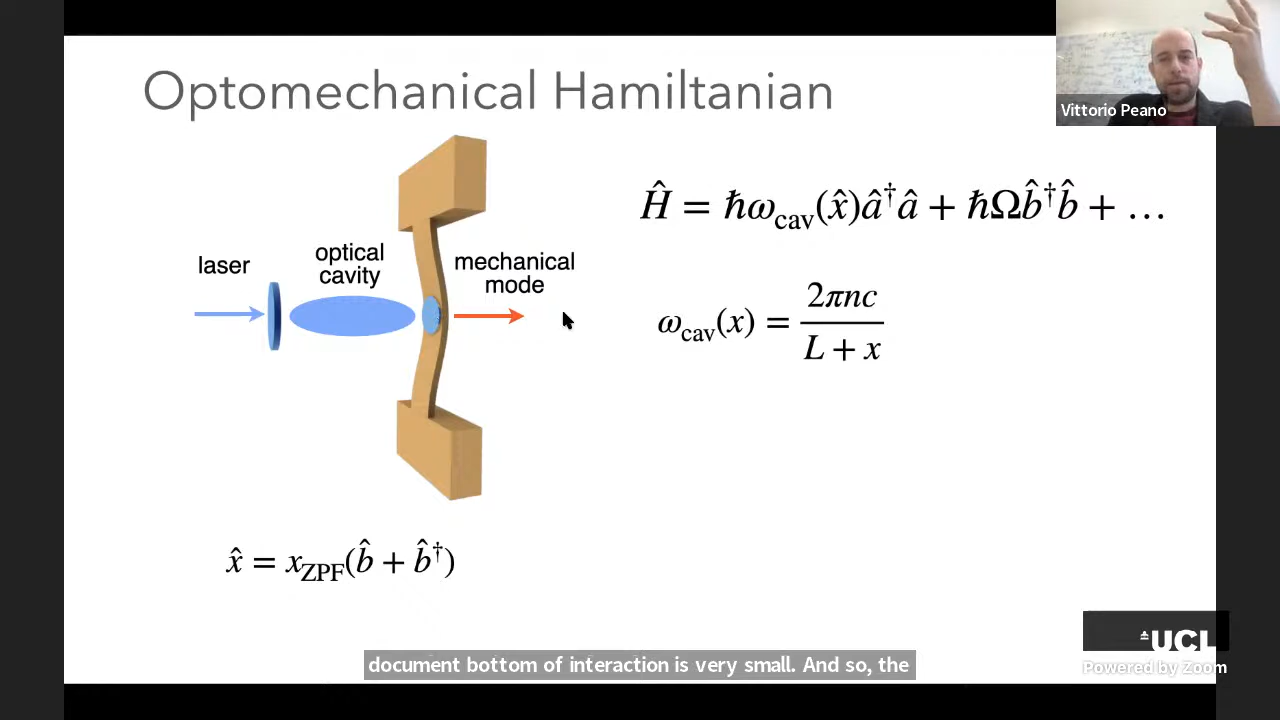 Optomechanical Hamiltanian
Vittorio Peano
Ĥ = ħω_cav(x̂)â†â + ħΩb̂†b̂ + …
laser
optical
cavity
mechanical
mode
ω_cav(x) = 2πnc / (L + x)
x̂ = x_ZPF(b̂ + b̂†)
UCL
document bottom of interaction is very small. And so, the
Powered by Zoom